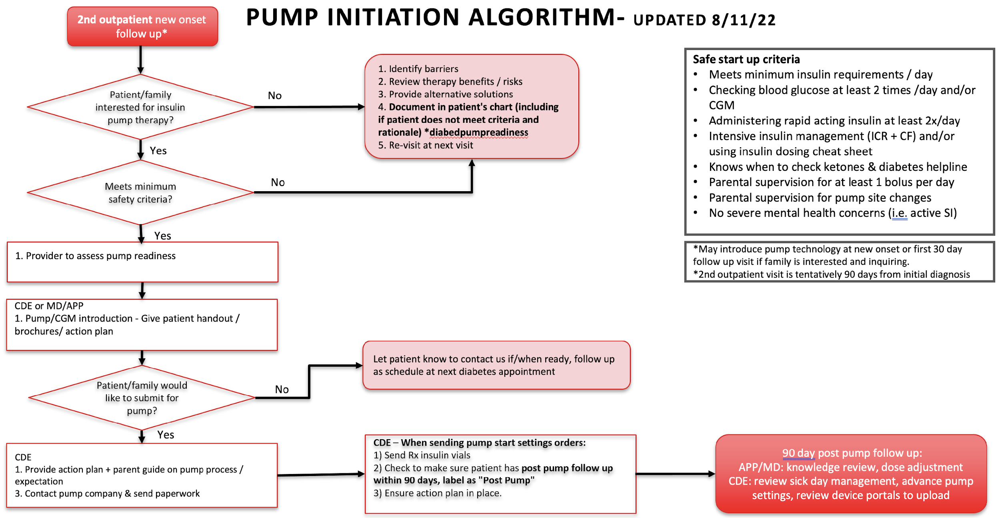 PUMP INITIATION ALGORITHM- UPDATED 8/11/22
2nd outpatient new onset
follow up*
Patient/family
interested for insulin
pump therapy?
No
1. Identify barriers
2. Review therapy benefits / risks
3. Provide alternative solutions
4. Document in patient's chart (including
if patient does not meet criteria and
rationale) *diabedpumpreadiness
5. Re-visit at next visit
Yes
Meets minimum
safety criteria?
No
Yes
1. Provider to assess pump readiness
CDE or MD/APP
1. Pump/CGM introduction - Give patient handout /
brochures/ action plan
Patient/family would
like to submit for
pump?
No
Let patient know to contact us if/when ready, follow up
as schedule at next diabetes appointment
Yes
CDE
1. Provide action plan + parent guide on pump process /
expectation
3. Contact pump company & send paperwork
CDE – When sending pump start settings orders:
1) Send Rx insulin vials
2) Check to make sure patient has post pump follow up
within 90 days, label as "Post Pump"
3) Ensure action plan in place.
90 day post pump follow up:
APP/MD: knowledge review, dose adjustment
CDE: review sick day management, advance pump
settings, review device portals to upload
Safe start up criteria
• Meets minimum insulin requirements / day
• Checking blood glucose at least 2 times /day and/or
CGM
• Administering rapid acting insulin at least 2x/day
• Intensive insulin management (ICR + CF) and/or
using insulin dosing cheat sheet
• Knows when to check ketones & diabetes helpline
• Parental supervision for at least 1 bolus per day
• Parental supervision for pump site changes
• No severe mental health concerns (i.e. active SI)
*May introduce pump technology at new onset or first 30 day
follow up visit if family is interested and inquiring.
*2nd outpatient visit is tentatively 90 days from initial diagnosis